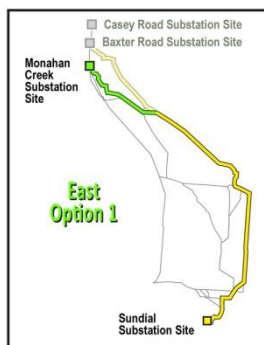 Casey Road Substation Site
Baxter Road Substation Site
Monahan
Creek
Substation
Site
East
Option 1
Sundial
Substation Site